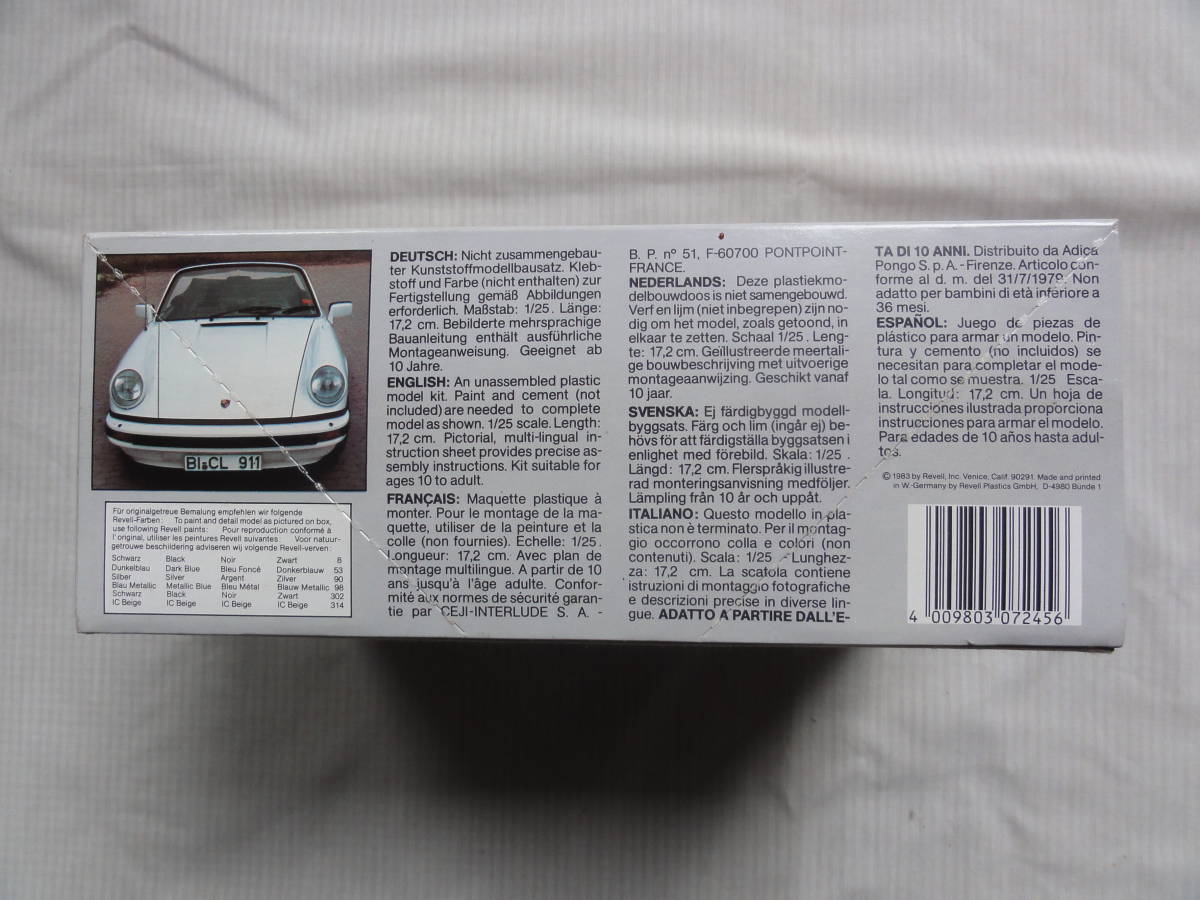 BI·CL 911
Für originalgetreue Bemalung empfehlen wir folgende
Revell-Farben: To paint and detail model as pictured on box,
use following Revell paints: Pour reproduction conformé à
l'original, utiliser les peintures Revell suivantes: Voor natuur-
getrouwe beschildering adviseren wij volgende Revell-verven:
Schwarz Black Noir Zwart 8
Dunkelblau Dark Blue Bleu Foncé Donkerblauw 53
Silber Silver Argent Zilver 90
Blau Metallic Metallic Blue Bleu Métal Blauw Metallic 98
Schwarz Black Noir Zwart 302
IC Beige IC Beige IC Beige IC Beige 314
DEUTSCH: Nicht zusammengebau-
ter Kunststoffmodellbausatz. Kleb-
stoff und Farbe (nicht enthalten) zur
Fertigstellung gemäß Abbildungen
erforderlich. Maßstab: 1/25. Länge:
17,2 cm. Bebilderte mehrsprachige
Bauanleitung enthält ausführliche
Montageanweisung. Geeignet ab
10 Jahre.
ENGLISH: An unassembled plastic
model kit. Paint and cement (not
included) are needed to complete
model as shown. 1/25 scale. Length:
17,2 cm. Pictorial, multi-lingual in-
struction sheet provides precise as-
sembly instructions. Kit suitable for
ages 10 to adult.
FRANÇAIS: Maquette plastique à
monter. Pour le montage de la ma-
quette, utiliser de la peinture et la
colle (non fournies). Echelle: 1/25.
Longueur: 17,2 cm. Avec plan de
montage multilingue. A partir de 10
ans jusqu'à l'âge adulte. Confor-
mité aux normes de sécurité garan-
tie par CEJI-INTERLUDE S. A. -
B. P. nº 51, F-60700 PONTPOINT-
FRANCE.
NEDERLANDS: Deze plastiekmo-
delbouwdoos is niet samengebouwd.
Verf en lijm (niet inbegrepen) zijn no-
dig om het model, zoals getoond, in
elkaar te zetten. Schaal 1/25. Leng-
te: 17,2 cm. Geïllustreerde meertali-
ge bouwbeschrijving met uitvoerige
montageaanwijzing. Geschikt vanaf
10 jaar.
SVENSKA: Ej färdigbyggd modell-
byggsats. Färg och lim (ingår ej) be-
hövs för att färdigställa byggsatsen i
enlighet med förebild. Skala: 1/25.
Längd: 17,2 cm. Flerspråkig illustre-
rad monteringsanvisning medföljer.
Lämpling från 10 år och uppåt.
ITALIANO: Questo modello in pla-
stica non è terminato. Per il montag-
gio occorrono colla e colori (non
contenuti). Scala: 1/25 - Lunghez-
za: 17,2 cm. La scatola contiene
istruzioni di montaggio fotografiche
e descrizioni precise in diverse lin-
gue. ADATTO A PARTIRE DALL'E-
TA DI 10 ANNI. Distribuito da Adica
Pongo S. p. A. - Firenze. Articolo con-
forme al d. m. del 31/7/1979. Non
adatto per bambini di età inferiore a
36 mesi.
ESPAÑOL: Juego de piezas de
plástico para armar un modelo. Pin-
tura y cemento (no incluidos) se
necesitan para completar el mode-
lo tal como se muestra. 1/25 Esca-
la. Longitud: 17,2 cm. Un hoja de
instrucciones ilustrada proporciona
instrucciones para armar el modelo.
Para edades de 10 años hasta adul-
tos.
© 1983 by Revell, Inc. Venice, Calif. 90291. Made and printed
in W.-Germany by Revell Plastics GmbH, D-4980 Bünde 1
4 009803 072456